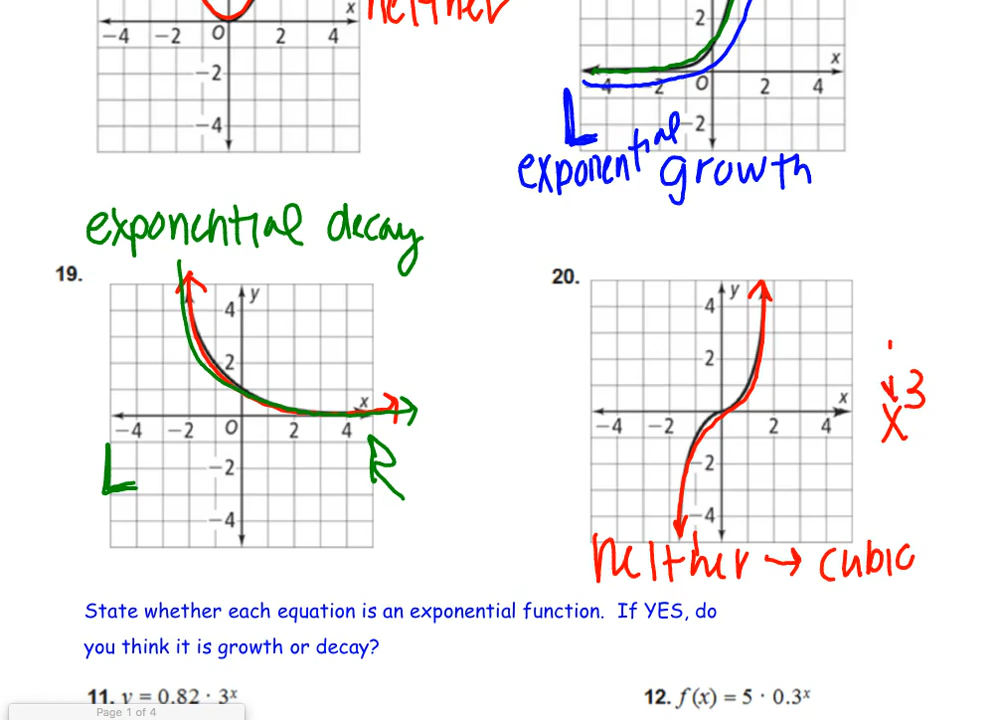 x
neither
-4 -2 O 2 4
-2
-4
2
x
-4 -2 O 2 4
-2
L
exponential growth
exponential decay
19.
y
4
2
x
-4 -2 O 2 4
-2
-4
L
R
20.
y
4
2
x
-4 -2 2 4
-2
-4
x³
neither → cubic
State whether each equation is an exponential function. If YES, do
you think it is growth or decay?
11. y = 0.82 · 3ˣ
12. f(x) = 5 · 0.3ˣ
Page 1 of 4